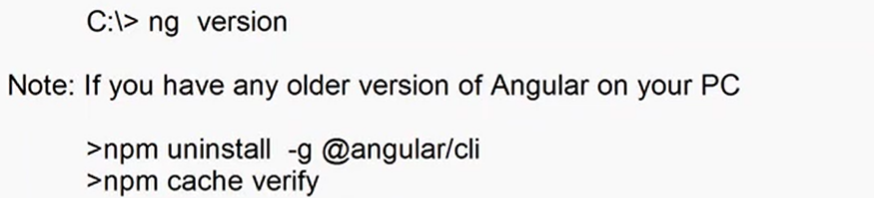 C:\> ng version
Note: If you have any older version of Angular on your PC
>npm uninstall -g @angular/cli
>npm cache verify